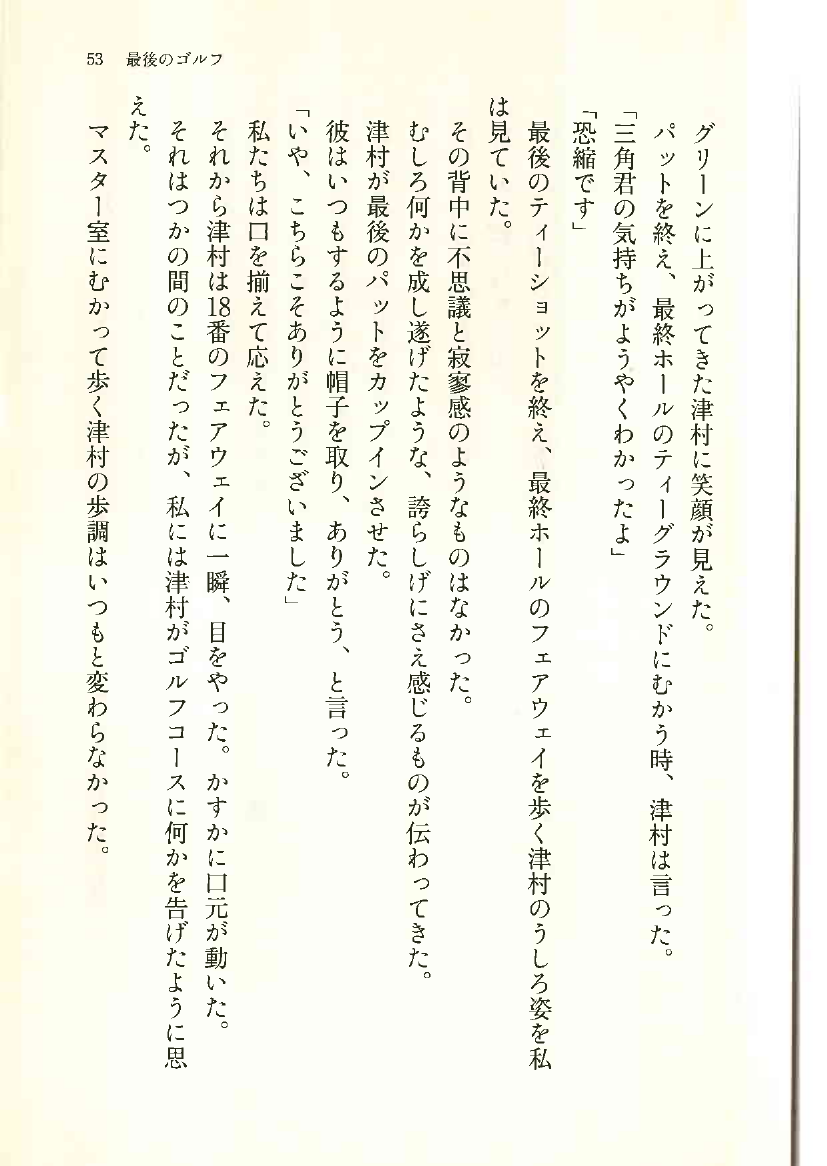 53 最後のゴルフ
グリーンに上がってきた津村に笑顔が見えた。
パットを終え、最終ホールのティーグラウンドにむかう時、津村は言った。
「三角君の気持ちがようやくわかったよ」
「恐縮です」
最後のティーショットを終え、最終ホールのフェアウェイを歩く津村のうしろ姿を私
は見ていた。
その背中に不思議と寂寥感のようなものはなかった。
むしろ何かを成し遂げたような、誇らしげにさえ感じるものが伝わってきた。
津村が最後のパットをカップインさせた。
彼はいつもするように帽子を取り、ありがとう、と言った。
「いや、こちらこそありがとうございました」
私たちは口を揃えて応えた。
それから津村は18番のフェアウェイに一瞬、目をやった。かすかに口元が動いた。
それはつかの間のことだったが、私には津村がゴルフコースに何かを告げたように思
えた。
マスター室にむかって歩く津村の歩調はいつもと変わらなかった。